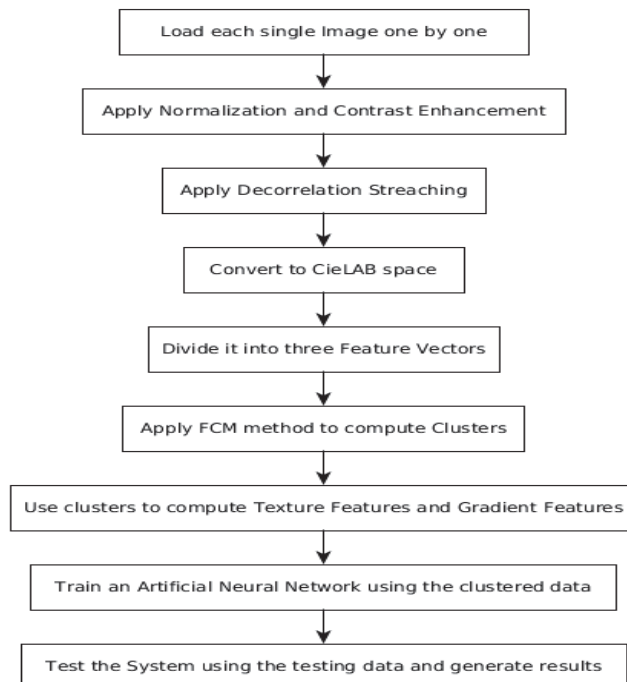 Load each single Image one by one
Apply Normalization and Contrast Enhancement
Apply Decorrelation Streaching
Convert to CieLAB space
Divide it into three Feature Vectors
Apply FCM method to compute Clusters
Use clusters to compute Texture Features and Gradient Features
Train an Artificial Neural Network using the clustered data
Test the System using the testing data and generate results